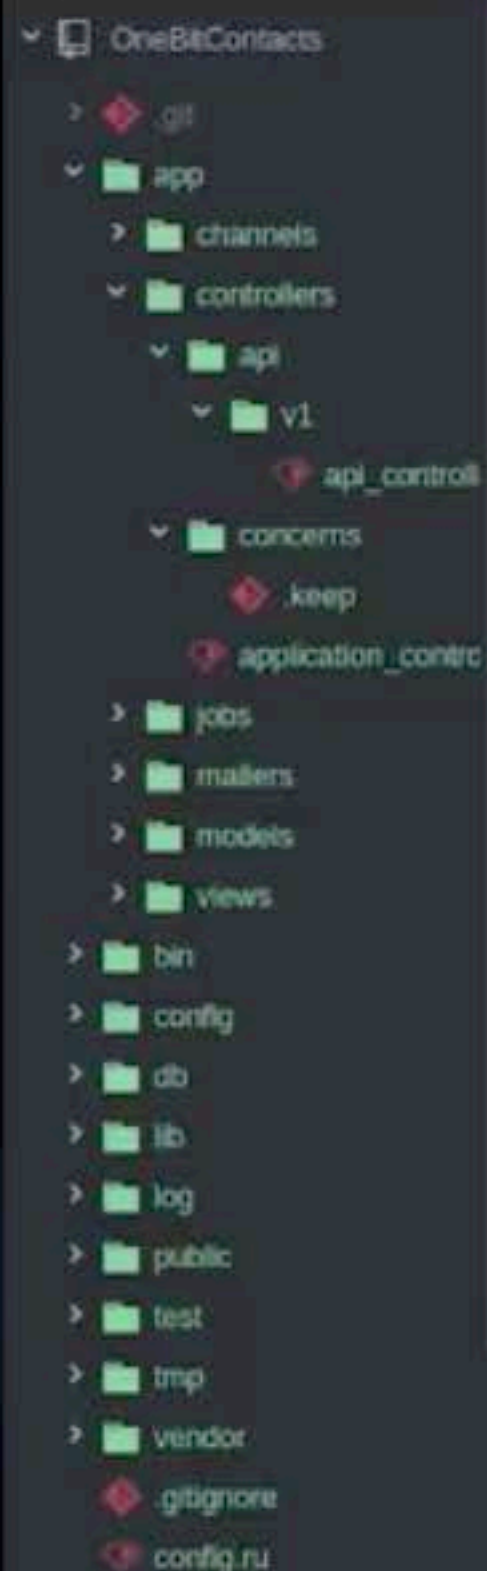 OneBitContacts
.git
app
channels
controllers
api
v1
api_controll
concerns
.keep
application_contrc
jobs
mailers
models
views
bin
config
db
lib
log
public
test
tmp
vendor
.gitignore
config.ru